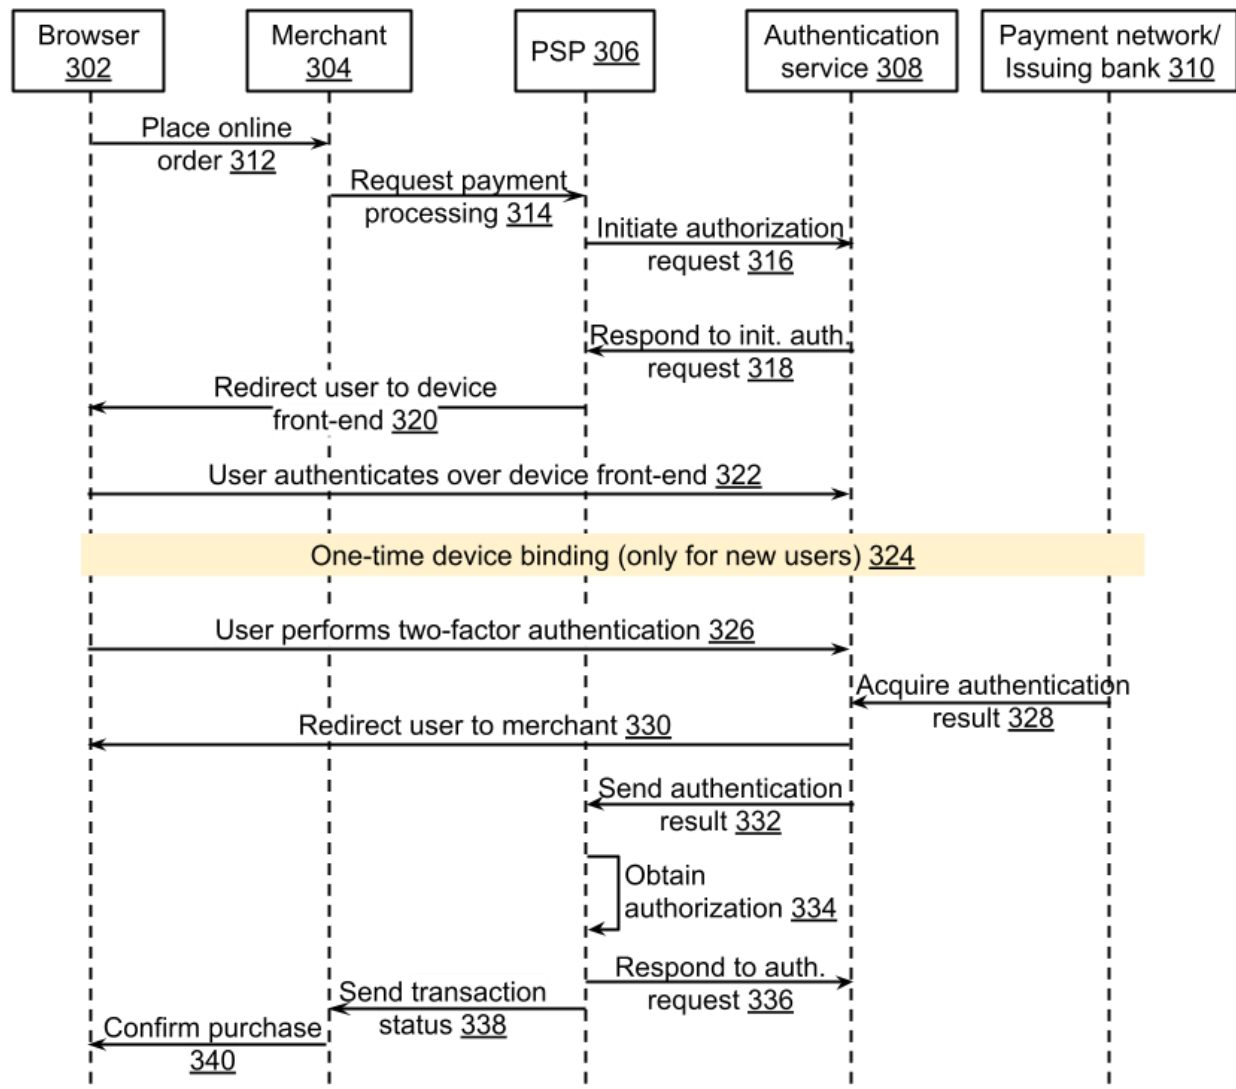 Browser
302
Merchant
304
PSP 306
Authentication
service 308
Payment network/
Issuing bank 310
Place online
order 312
Request payment
processing 314
Initiate authorization
request 316
Respond to init. auth.
request 318
Redirect user to device
front-end 320
User authenticates over device front-end 322
One-time device binding (only for new users) 324
User performs two-factor authentication 326
Acquire authentication
result 328
Redirect user to merchant 330
Send authentication
result 332
Obtain
authorization 334
Respond to auth.
request 336
Send transaction
status 338
Confirm purchase
340